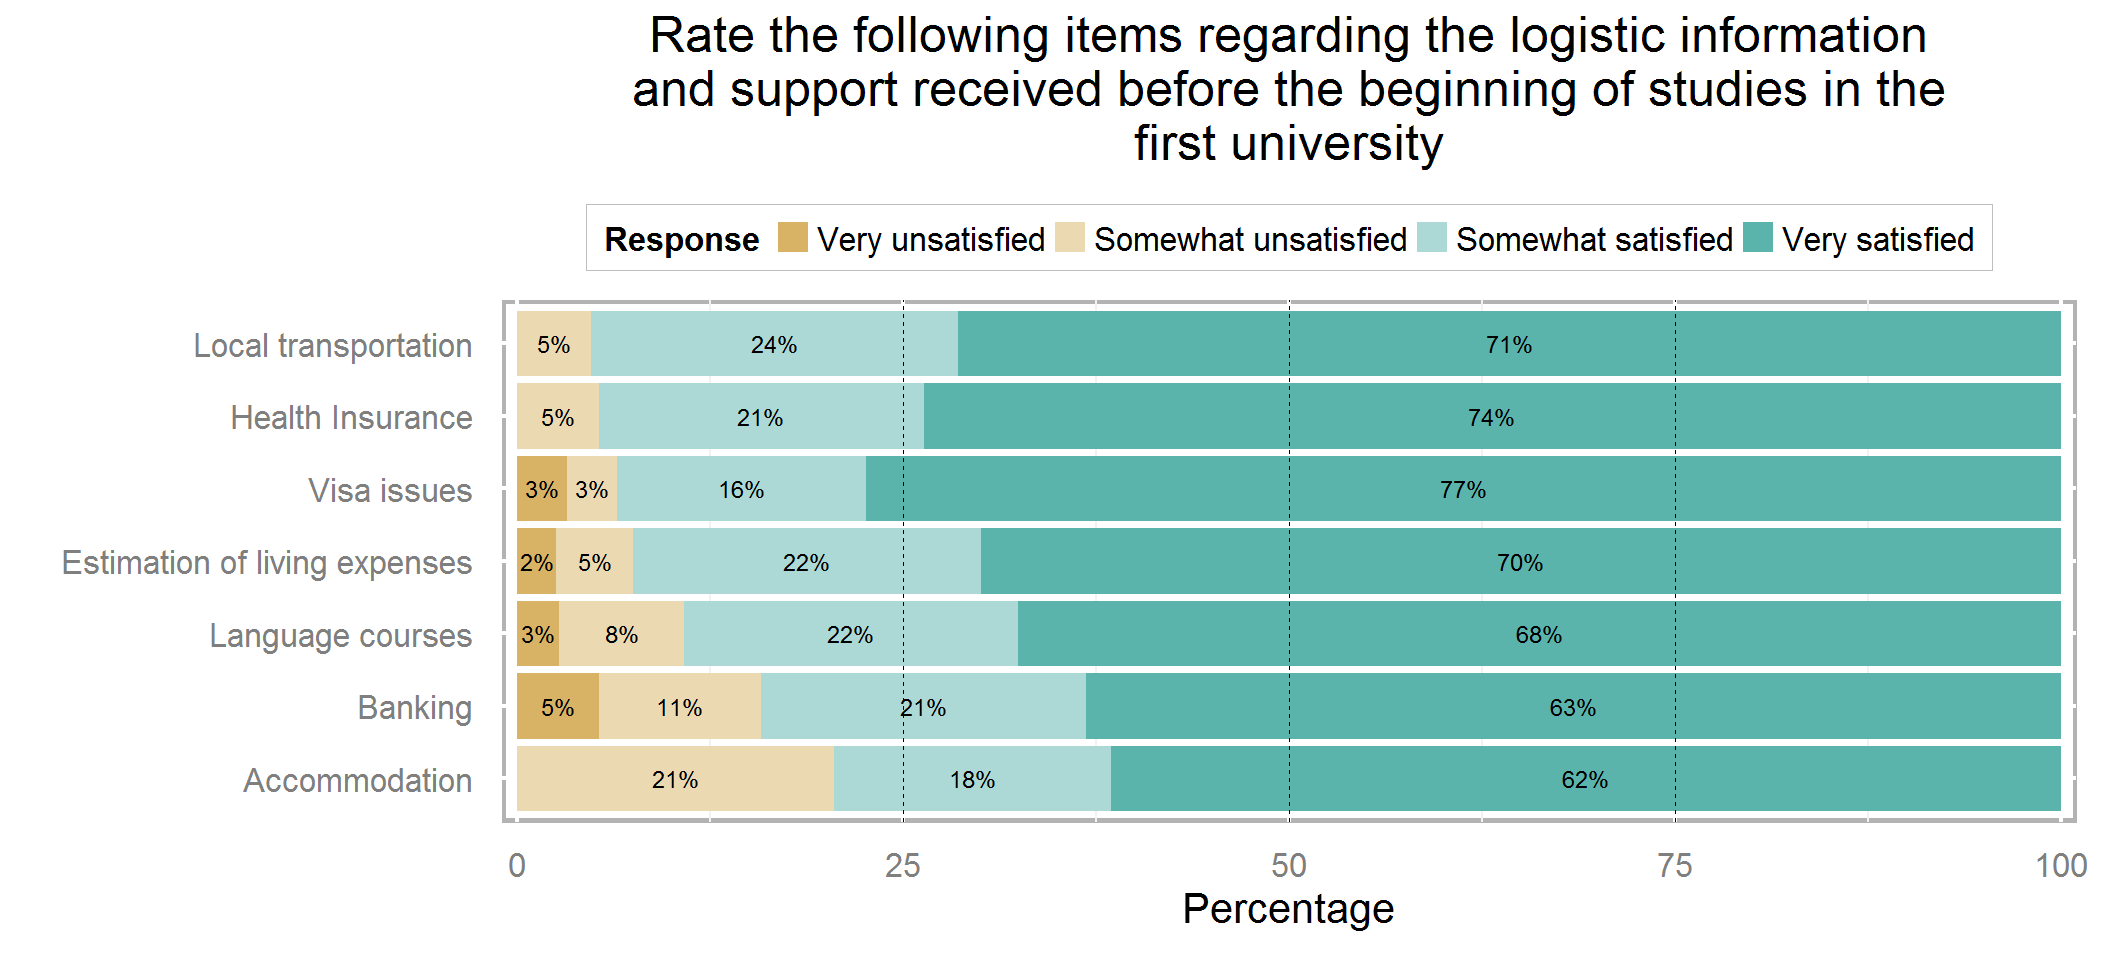 Rate the following items regarding the logistic information
and support received before the beginning of studies in the
first university
Response Very unsatisfied Somewhat unsatisfied Somewhat satisfied Very satisfied
Local transportation 5% 24% 71%
Health Insurance 5% 21% 74%
Visa issues 3% 3% 16% 77%
Estimation of living expenses 2% 5% 22% 70%
Language courses 3% 8% 22% 68%
Banking 5% 11% 21% 63%
Accommodation 21% 18% 62%
0 25 50 75 100
Percentage